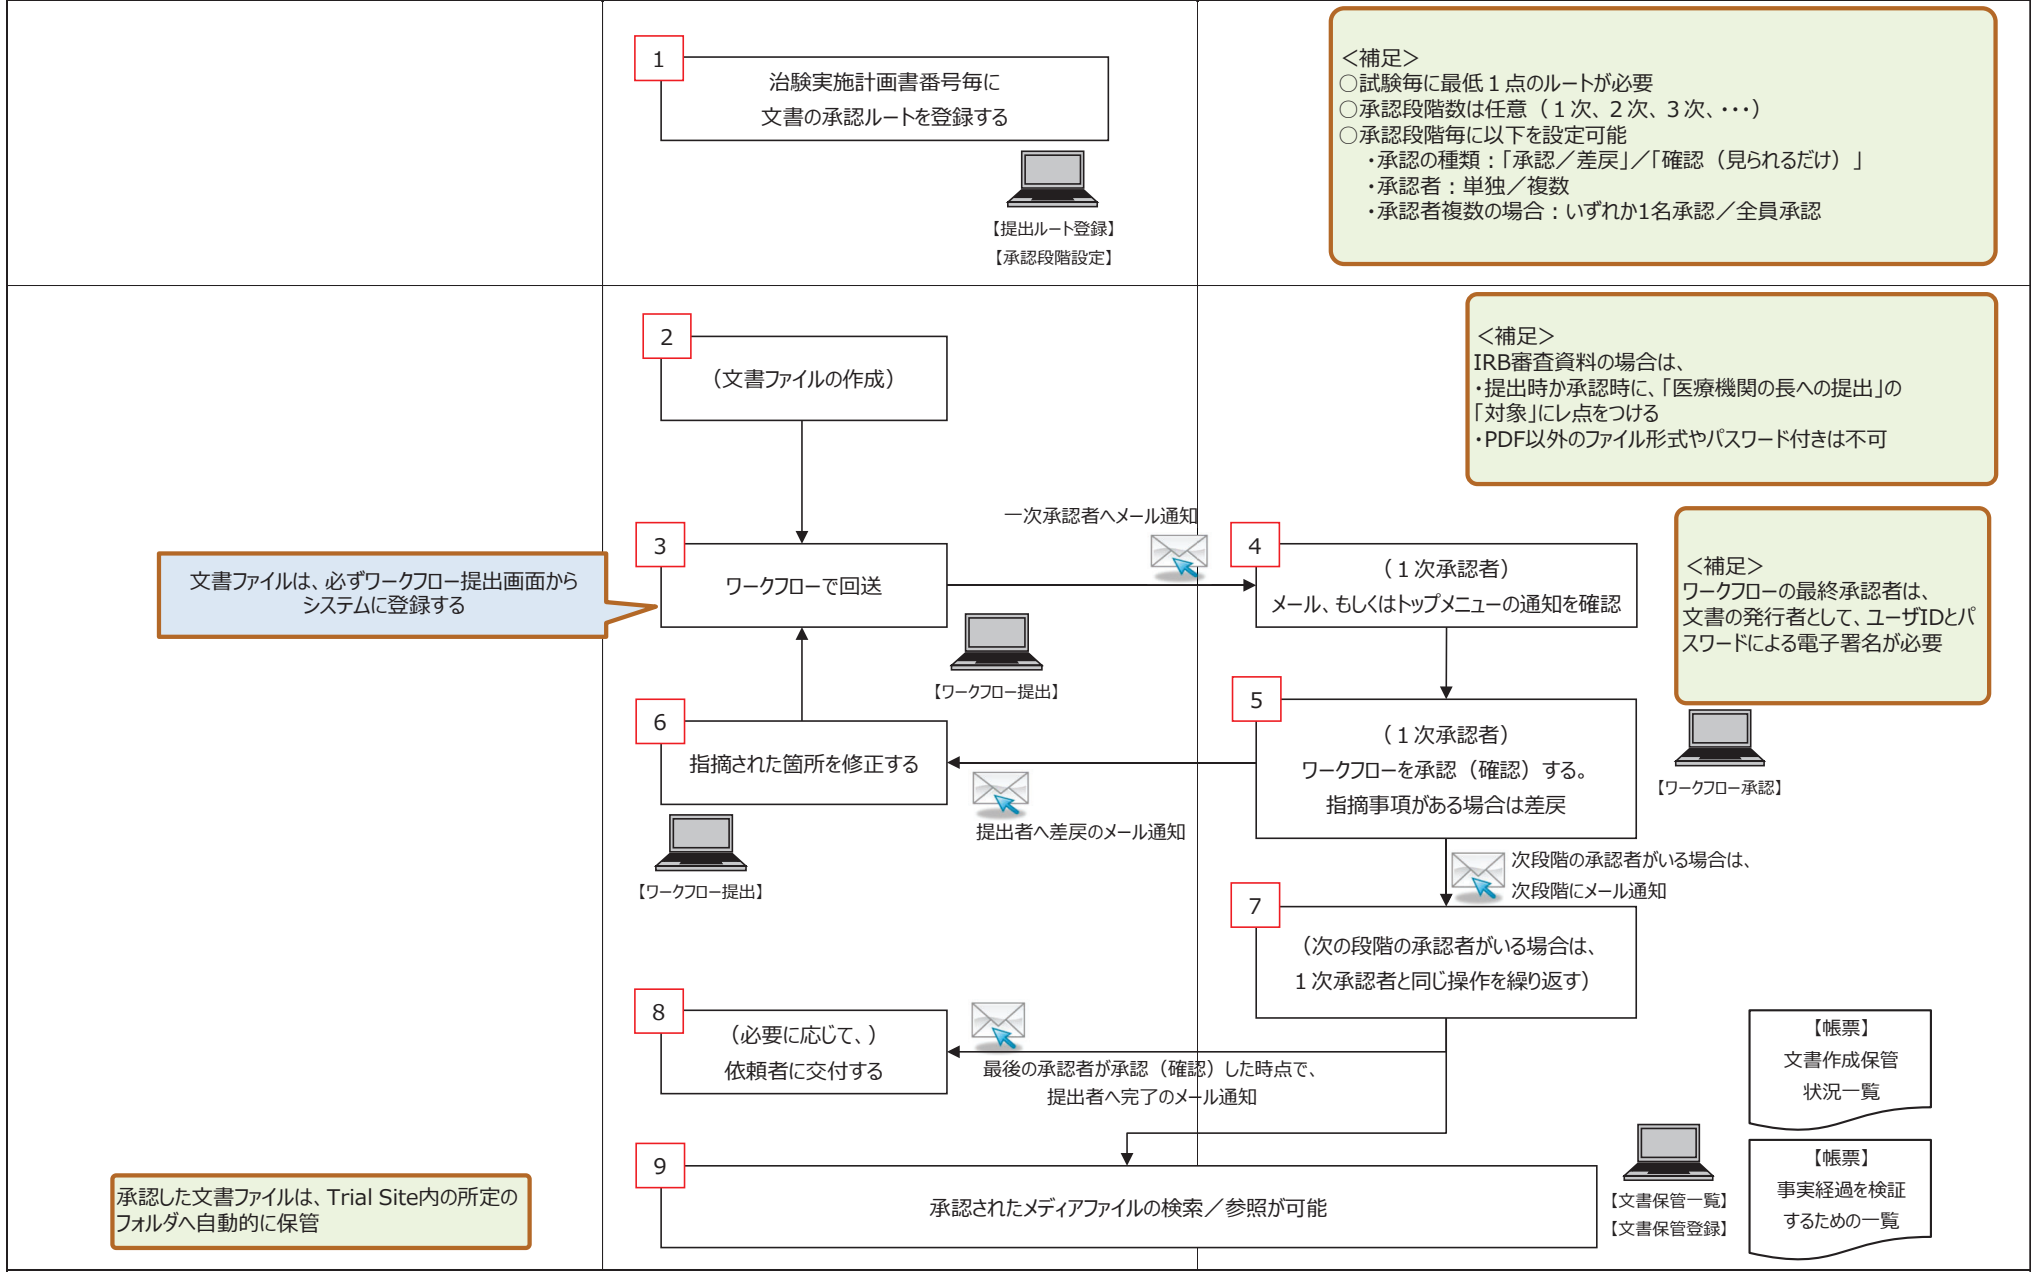 1
治験実施計画書番号毎に
文書の承認ルートを登録する
【提出ルート登録】
【承認段階設定】
＜補足＞
○試験毎に最低１点のルートが必要
○承認段階数は任意（１次、２次、３次、・・・）
○承認段階毎に以下を設定可能
・承認の種類：「承認／差戻」／「確認（見られるだけ）」
・承認者：単独／複数
・承認者複数の場合：いずれか1名承認／全員承認
2
（文書ファイルの作成）
＜補足＞
IRB審査資料の場合は、
・提出時か承認時に、「医療機関の長への提出」の
「対象」にレ点をつける
・PDF以外のファイル形式やパスワード付きは不可
文書ファイルは、必ずワークフロー提出画面から
システムに登録する
3
ワークフローで回送
【ワークフロー提出】
一次承認者へメール通知
4
（１次承認者）
メール、もしくはトップメニューの通知を確認
＜補足＞
ワークフローの最終承認者は、
文書の発行者として、ユーザIDとパ
スワードによる電子署名が必要
5
（１次承認者）
ワークフローを承認（確認）する。
指摘事項がある場合は差戻
【ワークフロー承認】
6
指摘された箇所を修正する
【ワークフロー提出】
提出者へ差戻のメール通知
次段階の承認者がいる場合は、
次段階にメール通知
7
（次の段階の承認者がいる場合は、
１次承認者と同じ操作を繰り返す）
8
（必要に応じて、）
依頼者に交付する
最後の承認者が承認（確認）した時点で、
提出者へ完了のメール通知
9
承認されたメディアファイルの検索／参照が可能
【文書保管一覧】
【文書保管登録】
【帳票】
文書作成保管
状況一覧
【帳票】
事実経過を検証
するための一覧
承認した文書ファイルは、Trial Site内の所定の
フォルダへ自動的に保管